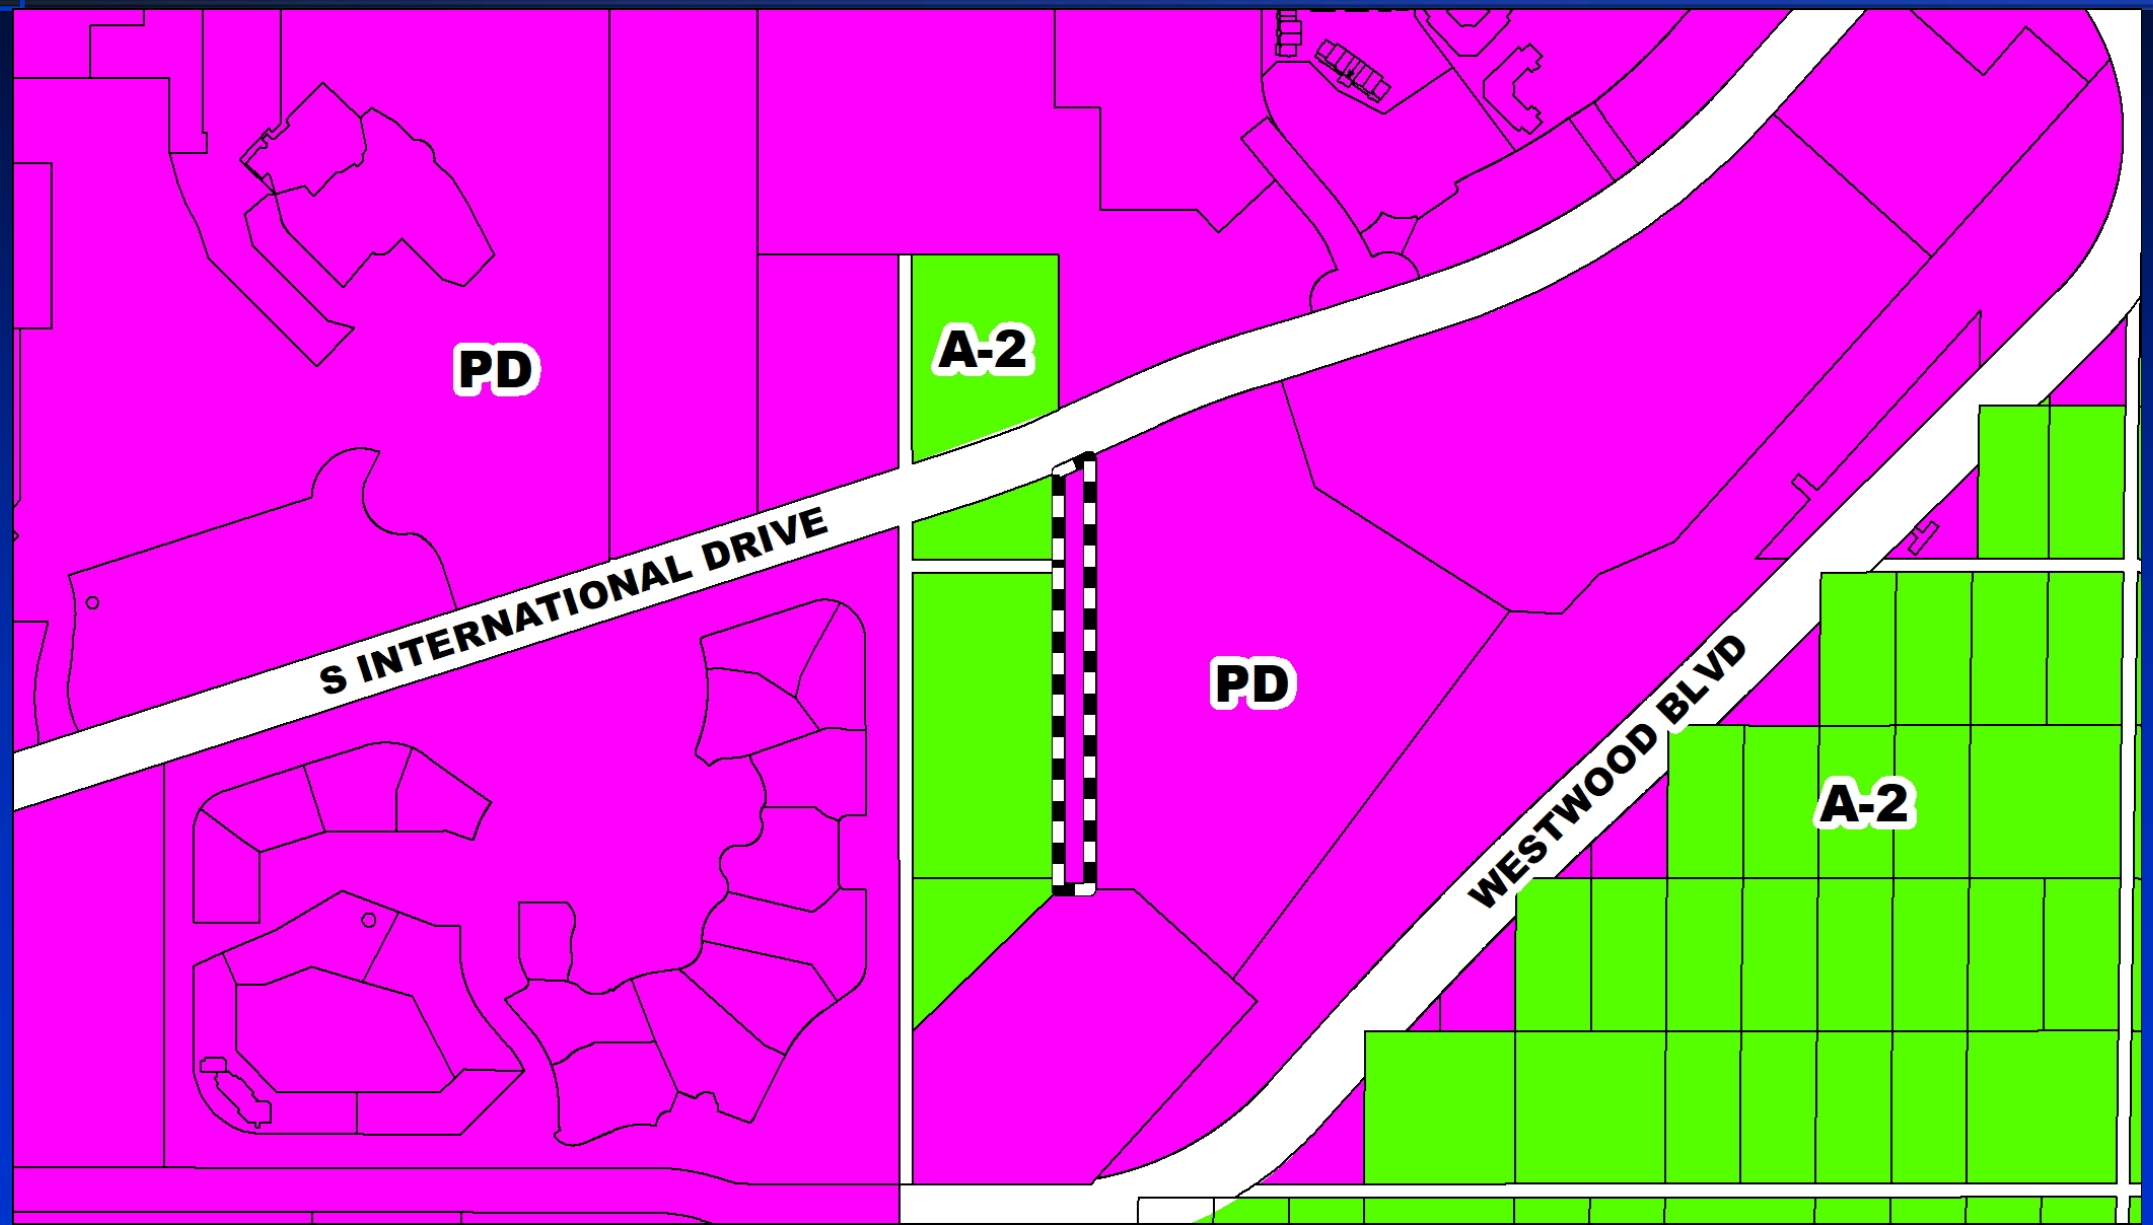 A-2
PD
S INTERNATIONAL DRIVE
PD
WESTWOOD BLVD
A-2